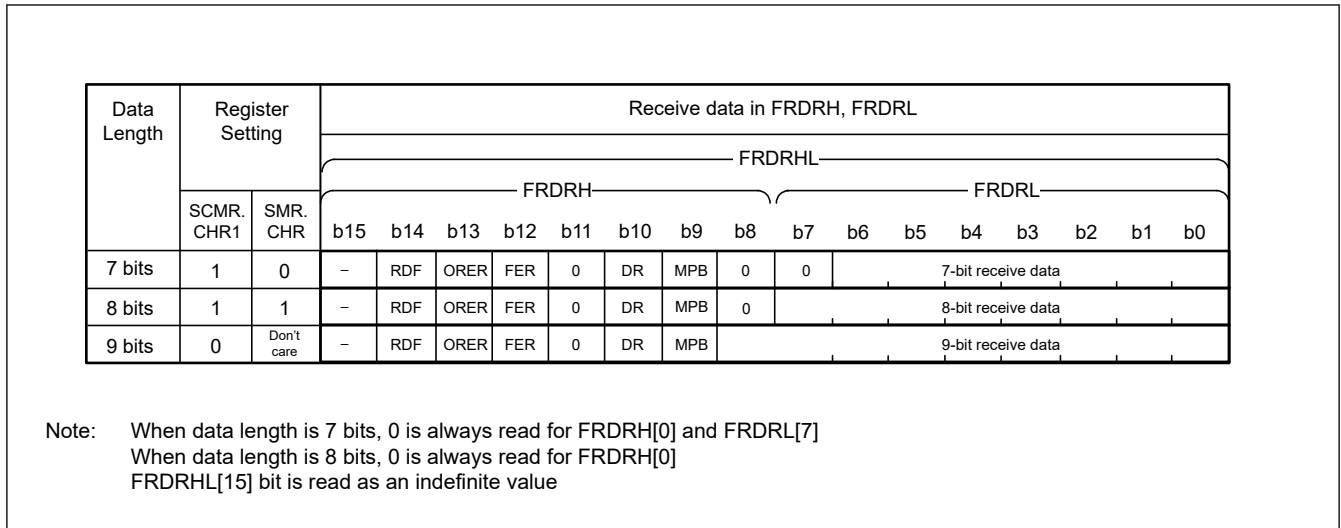 Data Length Register Setting Receive data in FRDRH, FRDRL
FRDRHL
FRDRH FRDRL
SCMR. CHR1 SMR. CHR b15 b14 b13 b12 b11 b10 b9 b8 b7 b6 b5 b4 b3 b2 b1 b0
7 bits 1 0 – RDF ORER FER 0 DR MPB 0 0 7-bit receive data
8 bits 1 1 – RDF ORER FER 0 DR MPB 0 8-bit receive data
9 bits 0 Don't care – RDF ORER FER 0 DR MPB 9-bit receive data
Note: When data length is 7 bits, 0 is always read for FRDRH[0] and FRDRL[7]
When data length is 8 bits, 0 is always read for FRDRH[0]
FRDRHL[15] bit is read as an indefinite value